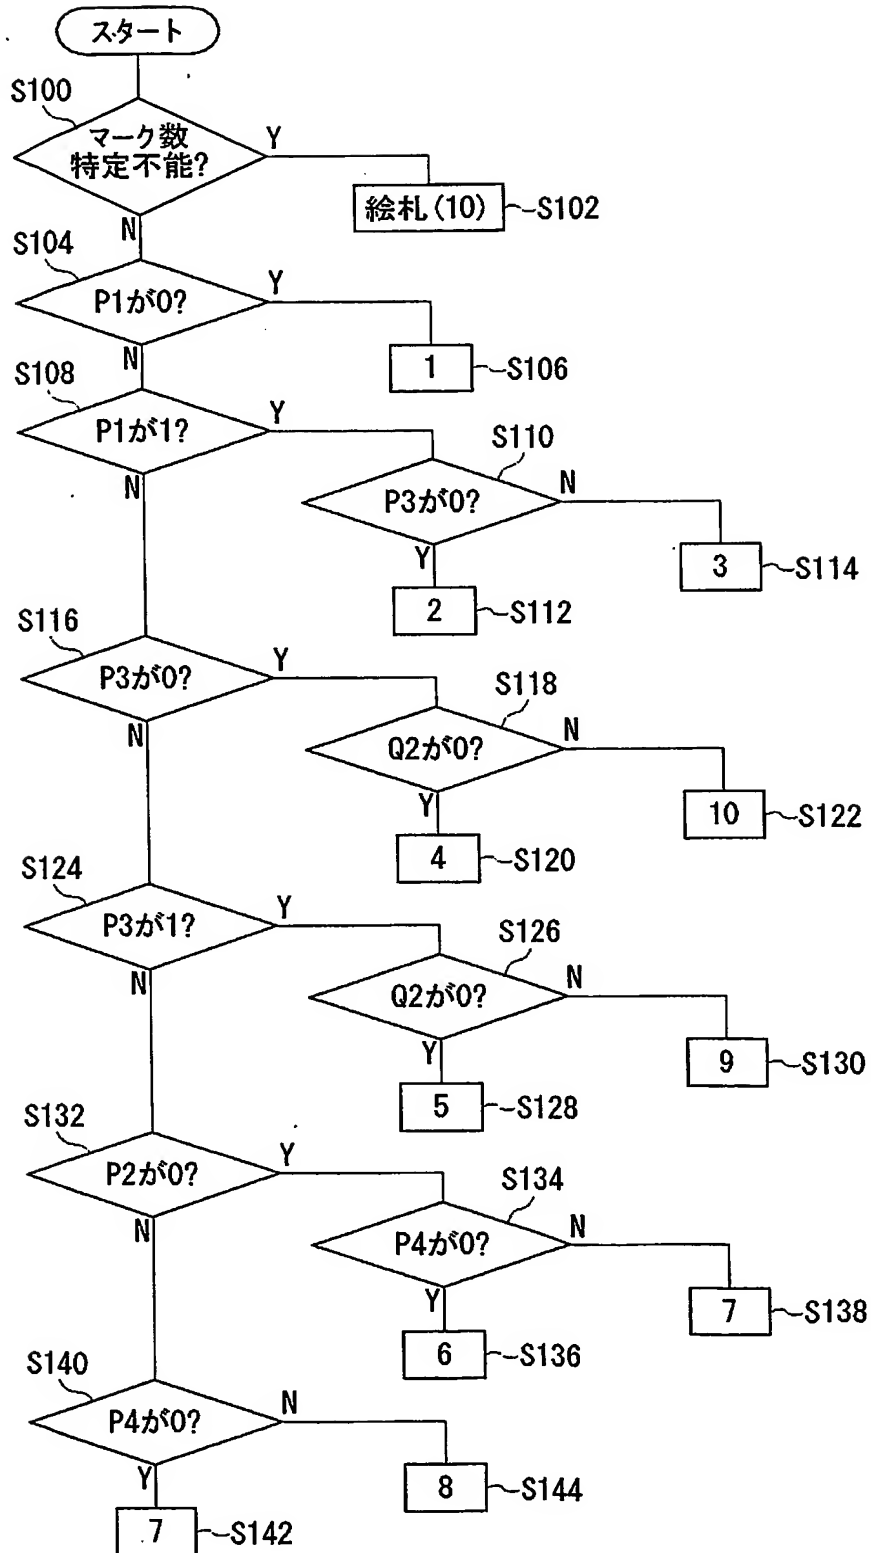 スタート
S100
マーク数
特定不能?
Y
N
絵札(10)
S102
S104
P1が0?
Y
N
1
S106
S108
P1が1?
Y
N
S110
P3が0?
N
Y
3
S114
2
S112
S116
P3が0?
Y
N
S118
Q2が0?
N
Y
10
S122
4
S120
S124
P3が1?
Y
N
S126
Q2が0?
N
Y
9
S130
5
S128
S132
P2が0?
Y
N
S134
P4が0?
N
Y
7
S138
6
S136
S140
P4が0?
N
Y
8
S144
7
S142